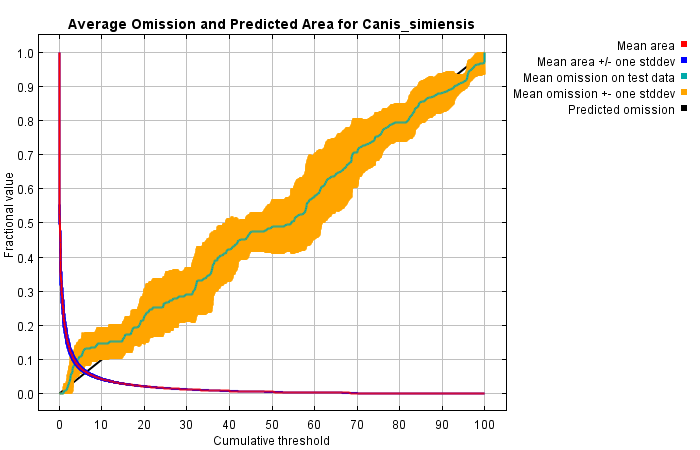 Average Omission and Predicted Area for Canis_simiensis
Mean area
Mean area +/- one stddev
Mean omission on test data
Mean omission +- one stddev
Predicted omission
Fractional value
1.0
0.9
0.8
0.7
0.6
0.5
0.4
0.3
0.2
0.1
0.0
0 10 20 30 40 50 60 70 80 90 100
Cumulative threshold